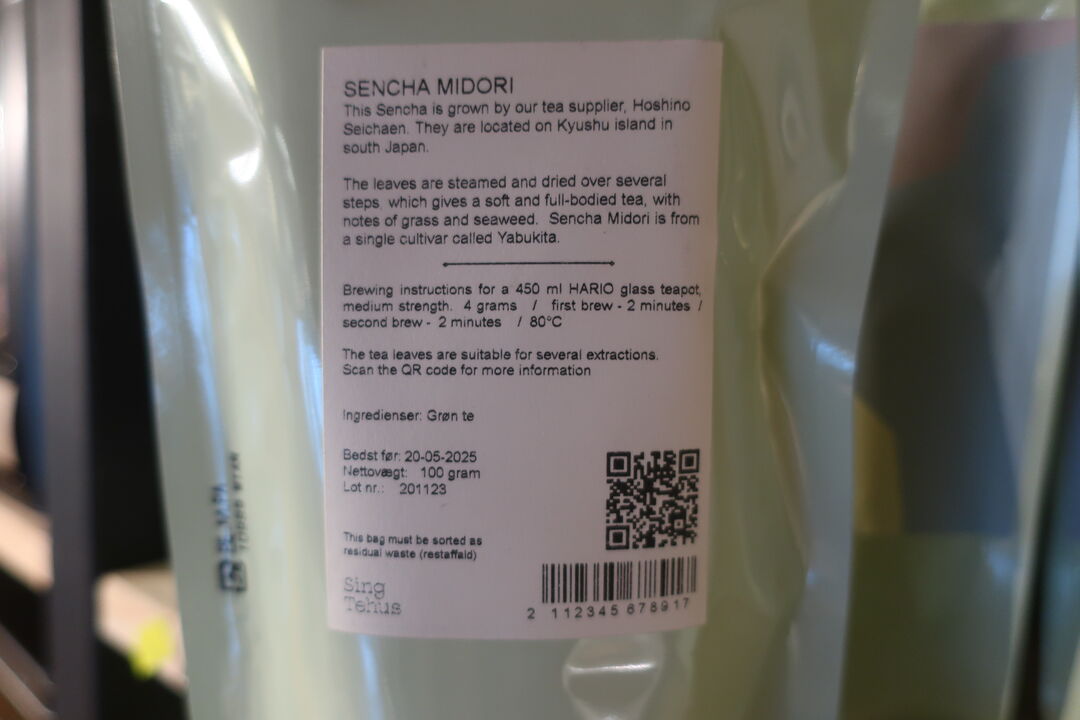 SENCHA MIDORI
This Sencha is grown by our tea supplier, Hoshino
Seichaen. They are located on Kyushu island in
south Japan.
The leaves are steamed and dried over several
steps which gives a soft and full-bodied tea, with
notes of grass and seaweed. Sencha Midori is from
a single cultivar called Yabukita.
Brewing instructions for a 450 ml HARIO glass teapot,
medium strength. 4 grams / first brew - 2 minutes /
second brew - 2 minutes / 80°C
The tea leaves are suitable for several extractions.
Scan the QR code for more information
Ingredienser: Grøn te
Bedst før: 20-05-2025
Nettovægt: 100 gram
Lot nr.: 201123
This bag must be sorted as
residual waste (restaffald)
Sing
Tehus
2 112345 678917